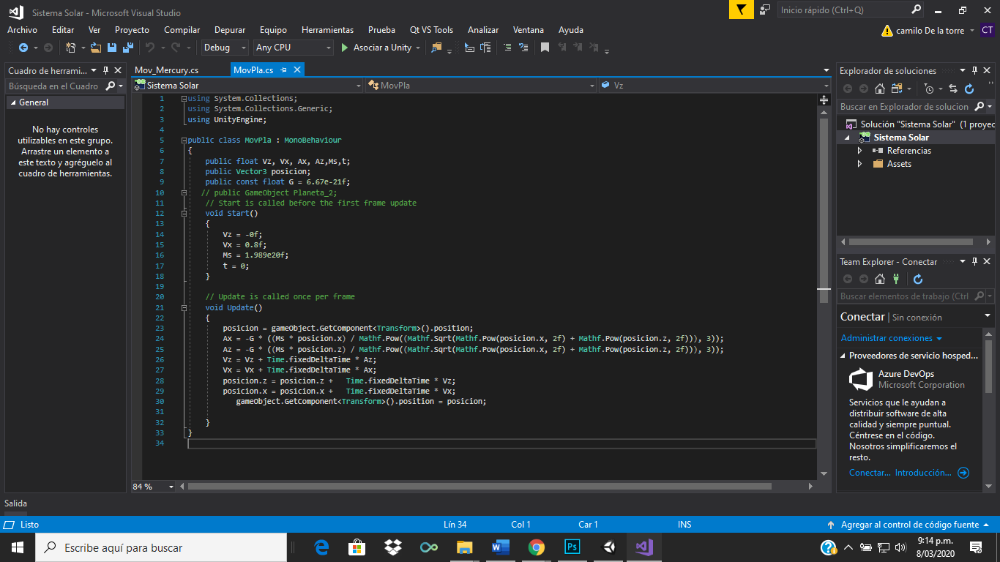 Sistema Solar - Microsoft Visual Studio
Inicio rápido (Ctrl+Q)
Archivo Editar Ver Proyecto Compilar Depurar Equipo Herramientas Prueba Qt VS Tools Analizar Ventana Ayuda
camilo De la torre CT
Debug Any CPU Asociar a Unity
Cuadro de herrami...
Búsqueda en el Cuadro
General
No hay controles
utilizables en este grupo.
Arrastre un elemento a
este texto y agréguelo al
cuadro de herramientas.
Mov_Mercury.cs MovPla.cs
Sistema Solar MovPla Vz
1 using System.Collections;
2 using System.Collections.Generic;
3 using UnityEngine;
4
5 public class MovPla : MonoBehaviour
6 {
7 public float Vz, Vx, Ax, Az,Ms,t;
8 public Vector3 posicion;
9 public const float G = 6.67e-21f;
10 // public GameObject Planeta_2;
11 // Start is called before the first frame update
12 void Start()
13 {
14 Vz = -0f;
15 Vx = 0.8f;
16 Ms = 1.989e20f;
17 t = 0;
18 }
19
20 // Update is called once per frame
21 void Update()
22 {
23 posicion = gameObject.GetComponent<Transform>().position;
24 Ax = -G * ((Ms * posicion.x) / Mathf.Pow((Mathf.Sqrt(Mathf.Pow(posicion.x, 2f) + Mathf.Pow(posicion.z, 2f))), 3));
25 Az = -G * ((Ms * posicion.z) / Mathf.Pow((Mathf.Sqrt(Mathf.Pow(posicion.x, 2f) + Mathf.Pow(posicion.z, 2f))), 3));
26 Vz = Vz + Time.fixedDeltaTime * Az;
27 Vx = Vx + Time.fixedDeltaTime * Ax;
28 posicion.z = posicion.z + Time.fixedDeltaTime * Vz;
29 posicion.x = posicion.x + Time.fixedDeltaTime * Vx;
30 gameObject.GetComponent<Transform>().position = posicion;
31
32 }
33 }
34
84 %
Explorador de soluciones
Buscar en Explorador de solucion
Solución "Sistema Solar" (1 proyec
Sistema Solar
Referencias
Assets
Team Explorer - Conectar
Buscar elementos de trabajo (Ctrl
Conectar | Sin conexión
Administrar conexiones
Proveedores de servicio hosped...
Azure DevOps
Microsoft Corporation
Servicios que le ayudan a
distribuir software de alta
calidad y siempre puntual.
Céntrese en el código.
Nosotros simplificaremos el
resto.
Conectar... Introducción...
Salida
Listo Lín 34 Col 1 Car 1 INS Agregar al control de código fuente
Escribe aquí para buscar
Ps
9:14 p.m.
8/03/2020